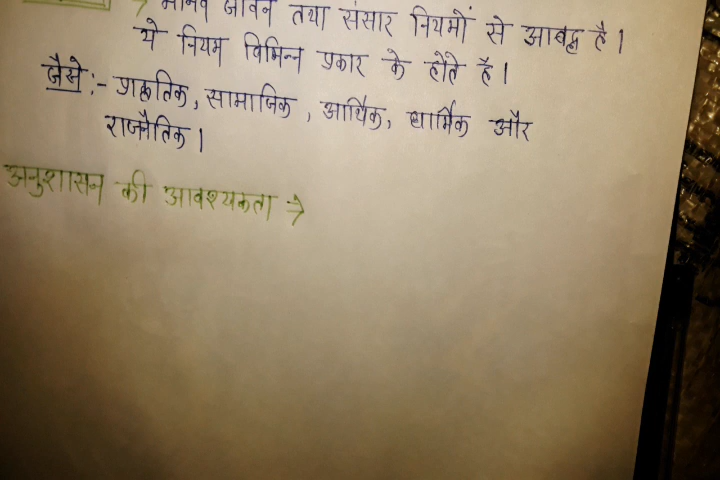 → मानव जीवन तथा संसार नियमों से आबद्ध है।
ये नियम विभिन्न प्रकार के होते है।
जैसे:- प्राकृतिक, सामाजिक, आर्थिक, धार्मिक और
राजनैतिक।
अनुशासन की आवश्यकता →